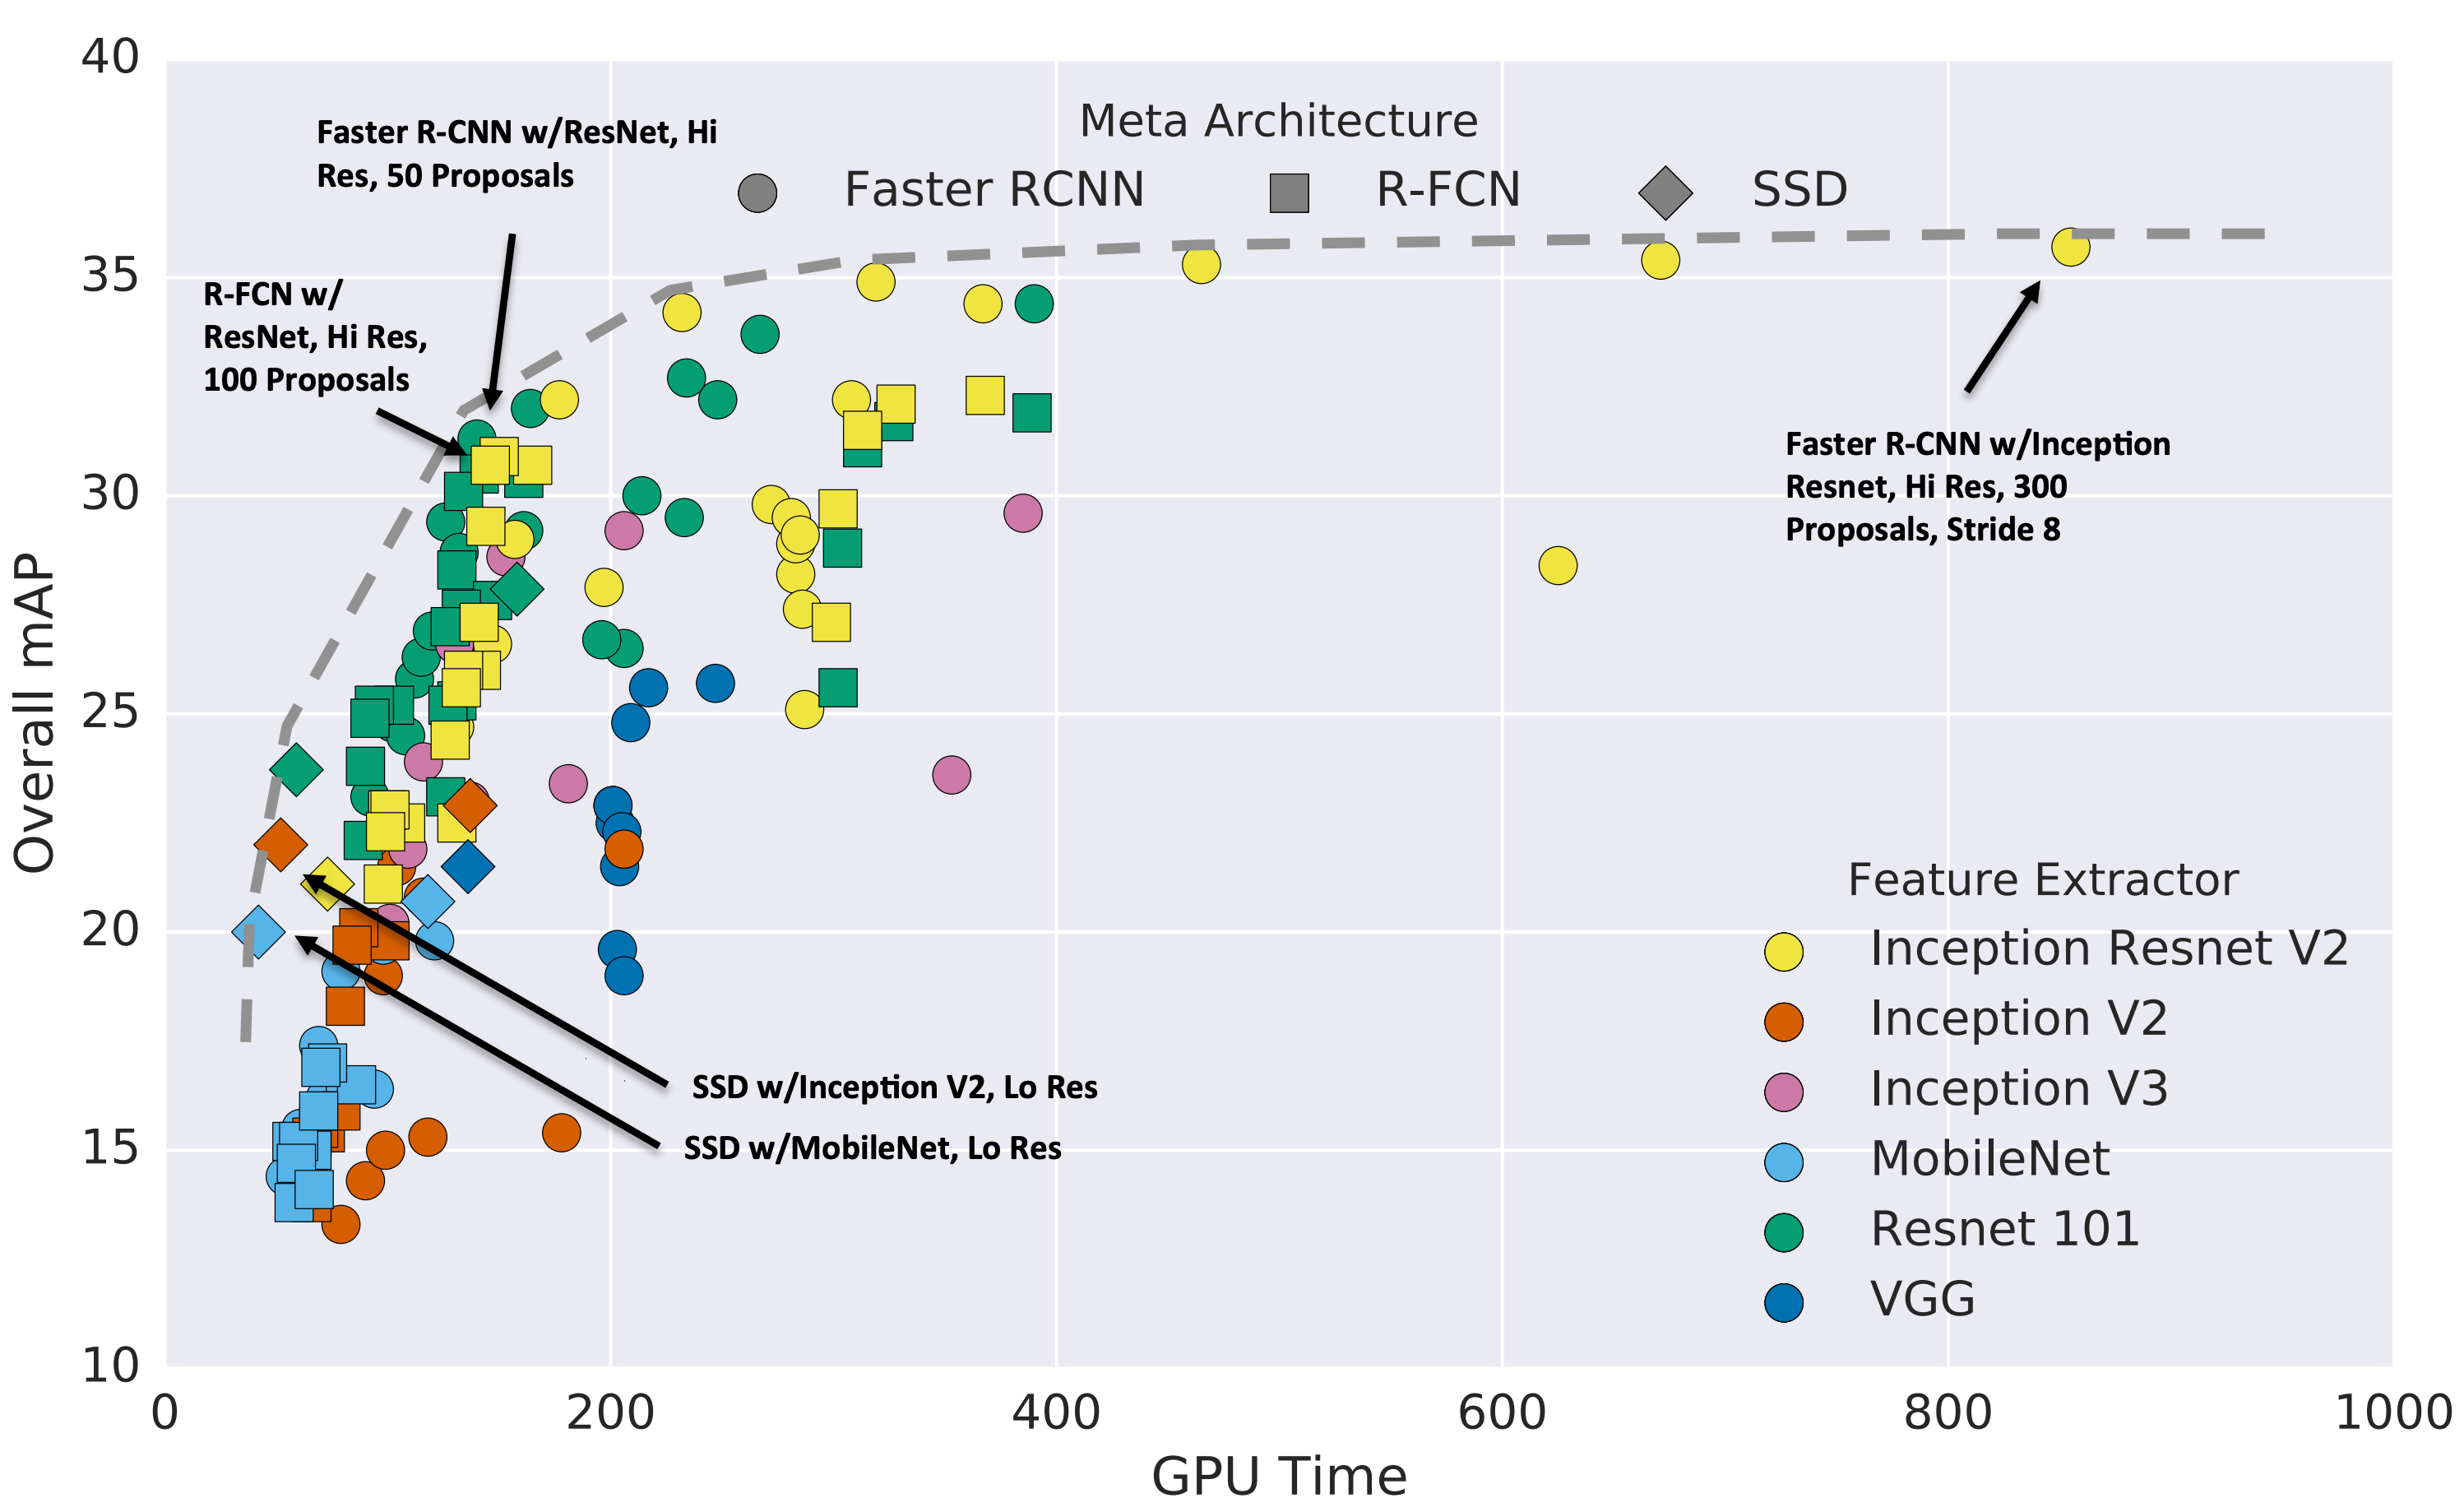 40
35
30
25
20
15
10
Overall mAP
0
200
400
600
800
1000
GPU Time
Meta Architecture
Faster RCNN
R-FCN
SSD
Faster R-CNN w/ResNet, Hi
Res, 50 Proposals
R-FCN w/
ResNet, Hi Res,
100 Proposals
Faster R-CNN w/Inception
Resnet, Hi Res, 300
Proposals, Stride 8
SSD w/Inception V2, Lo Res
SSD w/MobileNet, Lo Res
Feature Extractor
Inception Resnet V2
Inception V2
Inception V3
MobileNet
Resnet 101
VGG